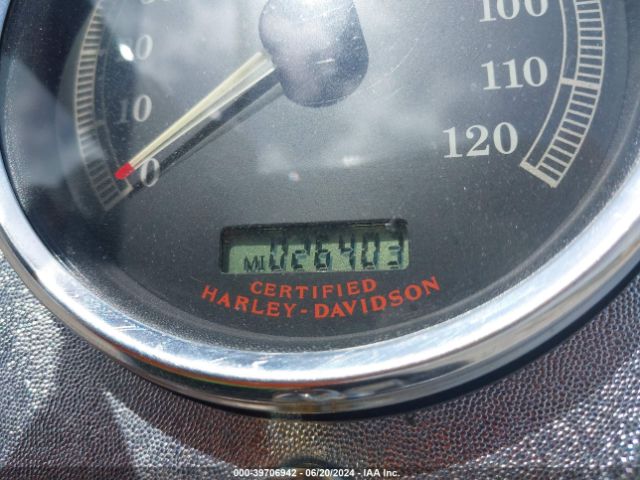 100
110
10
120
0
MI 026403
CERTIFIED
HARLEY-DAVIDSON
000-39706942 - 06/20/2024 - IAA Inc.